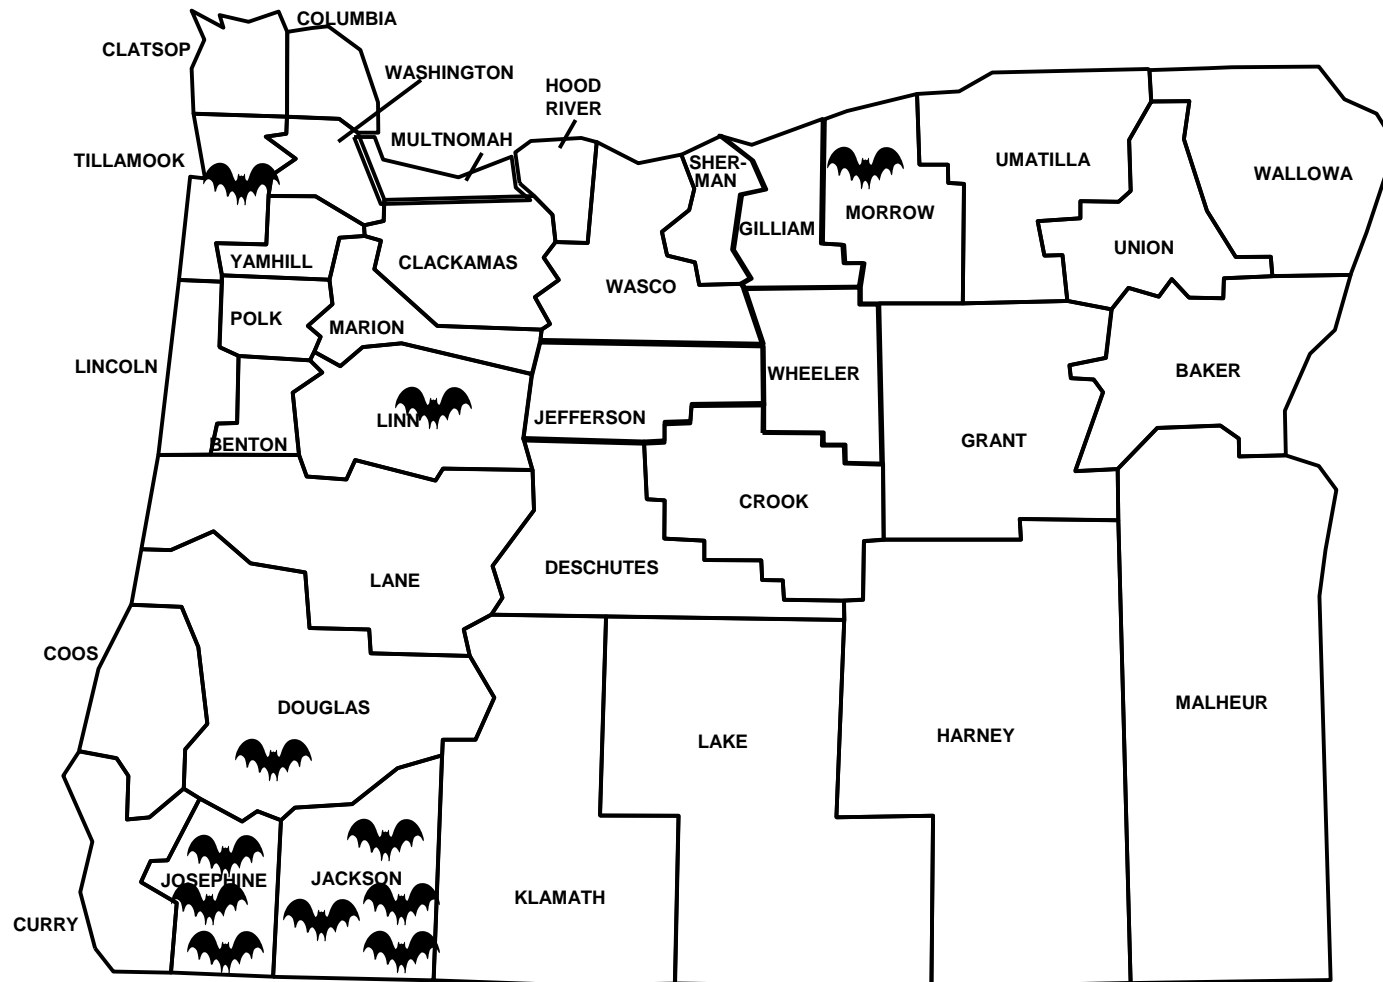 COLUMBIA
CLATSOP
WASHINGTON
HOOD
RIVER
MULTNOMAH
TILLAMOOK
SHER-
MAN
UMATILLA
WALLOWA
MORROW
GILLIAM
UNION
YAMHILL
CLACKAMAS
WASCO
POLK
MARION
LINCOLN
WHEELER
BAKER
LINN
JEFFERSON
BENTON
GRANT
CROOK
DESCHUTES
LANE
COOS
DOUGLAS
MALHEUR
LAKE
HARNEY
JOSEPHINE
JACKSON
KLAMATH
CURRY